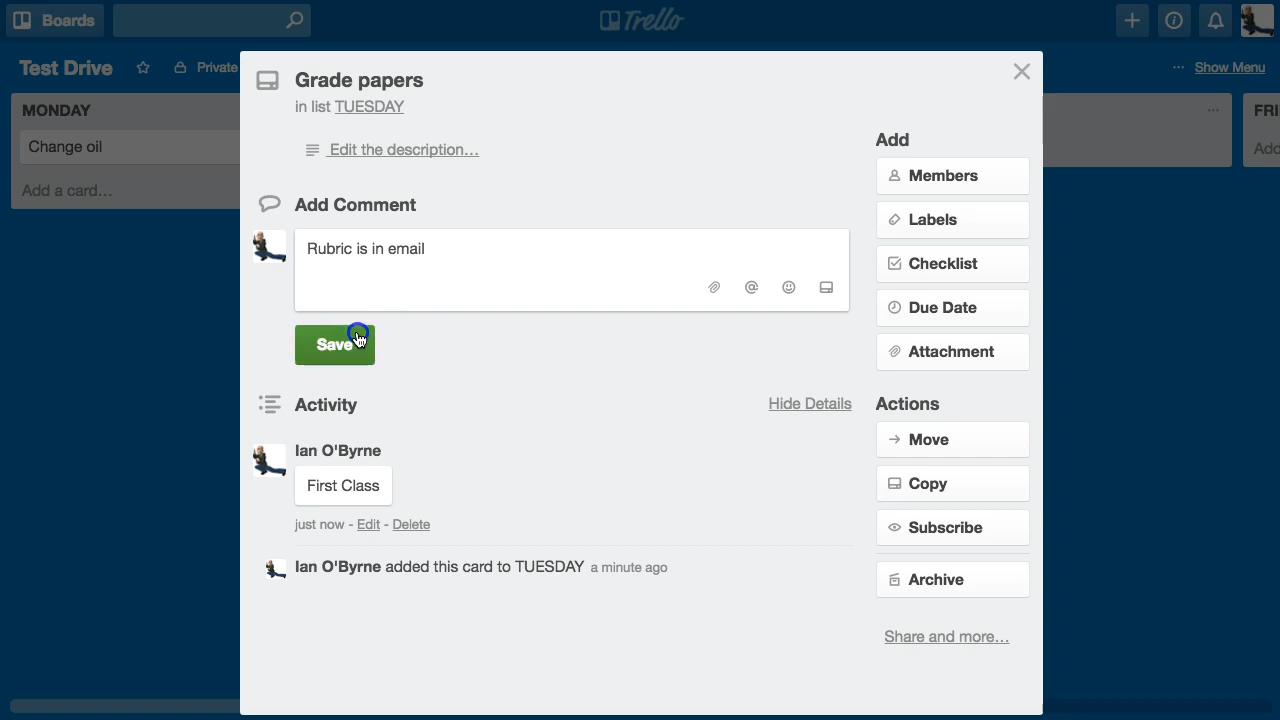 Boards
Trello
Test Drive
Private
... Show Menu
MONDAY
Change oil
Add a card...
Grade papers
in list TUESDAY
Edit the description...
Add Comment
Rubric is in email
@
Save
Activity
Hide Details
Ian O'Byrne
First Class
just now - Edit - Delete
Ian O'Byrne added this card to TUESDAY a minute ago
Add
Members
Labels
Checklist
Due Date
Attachment
Actions
Move
Copy
Subscribe
Archive
Share and more...
...
FRI
Add